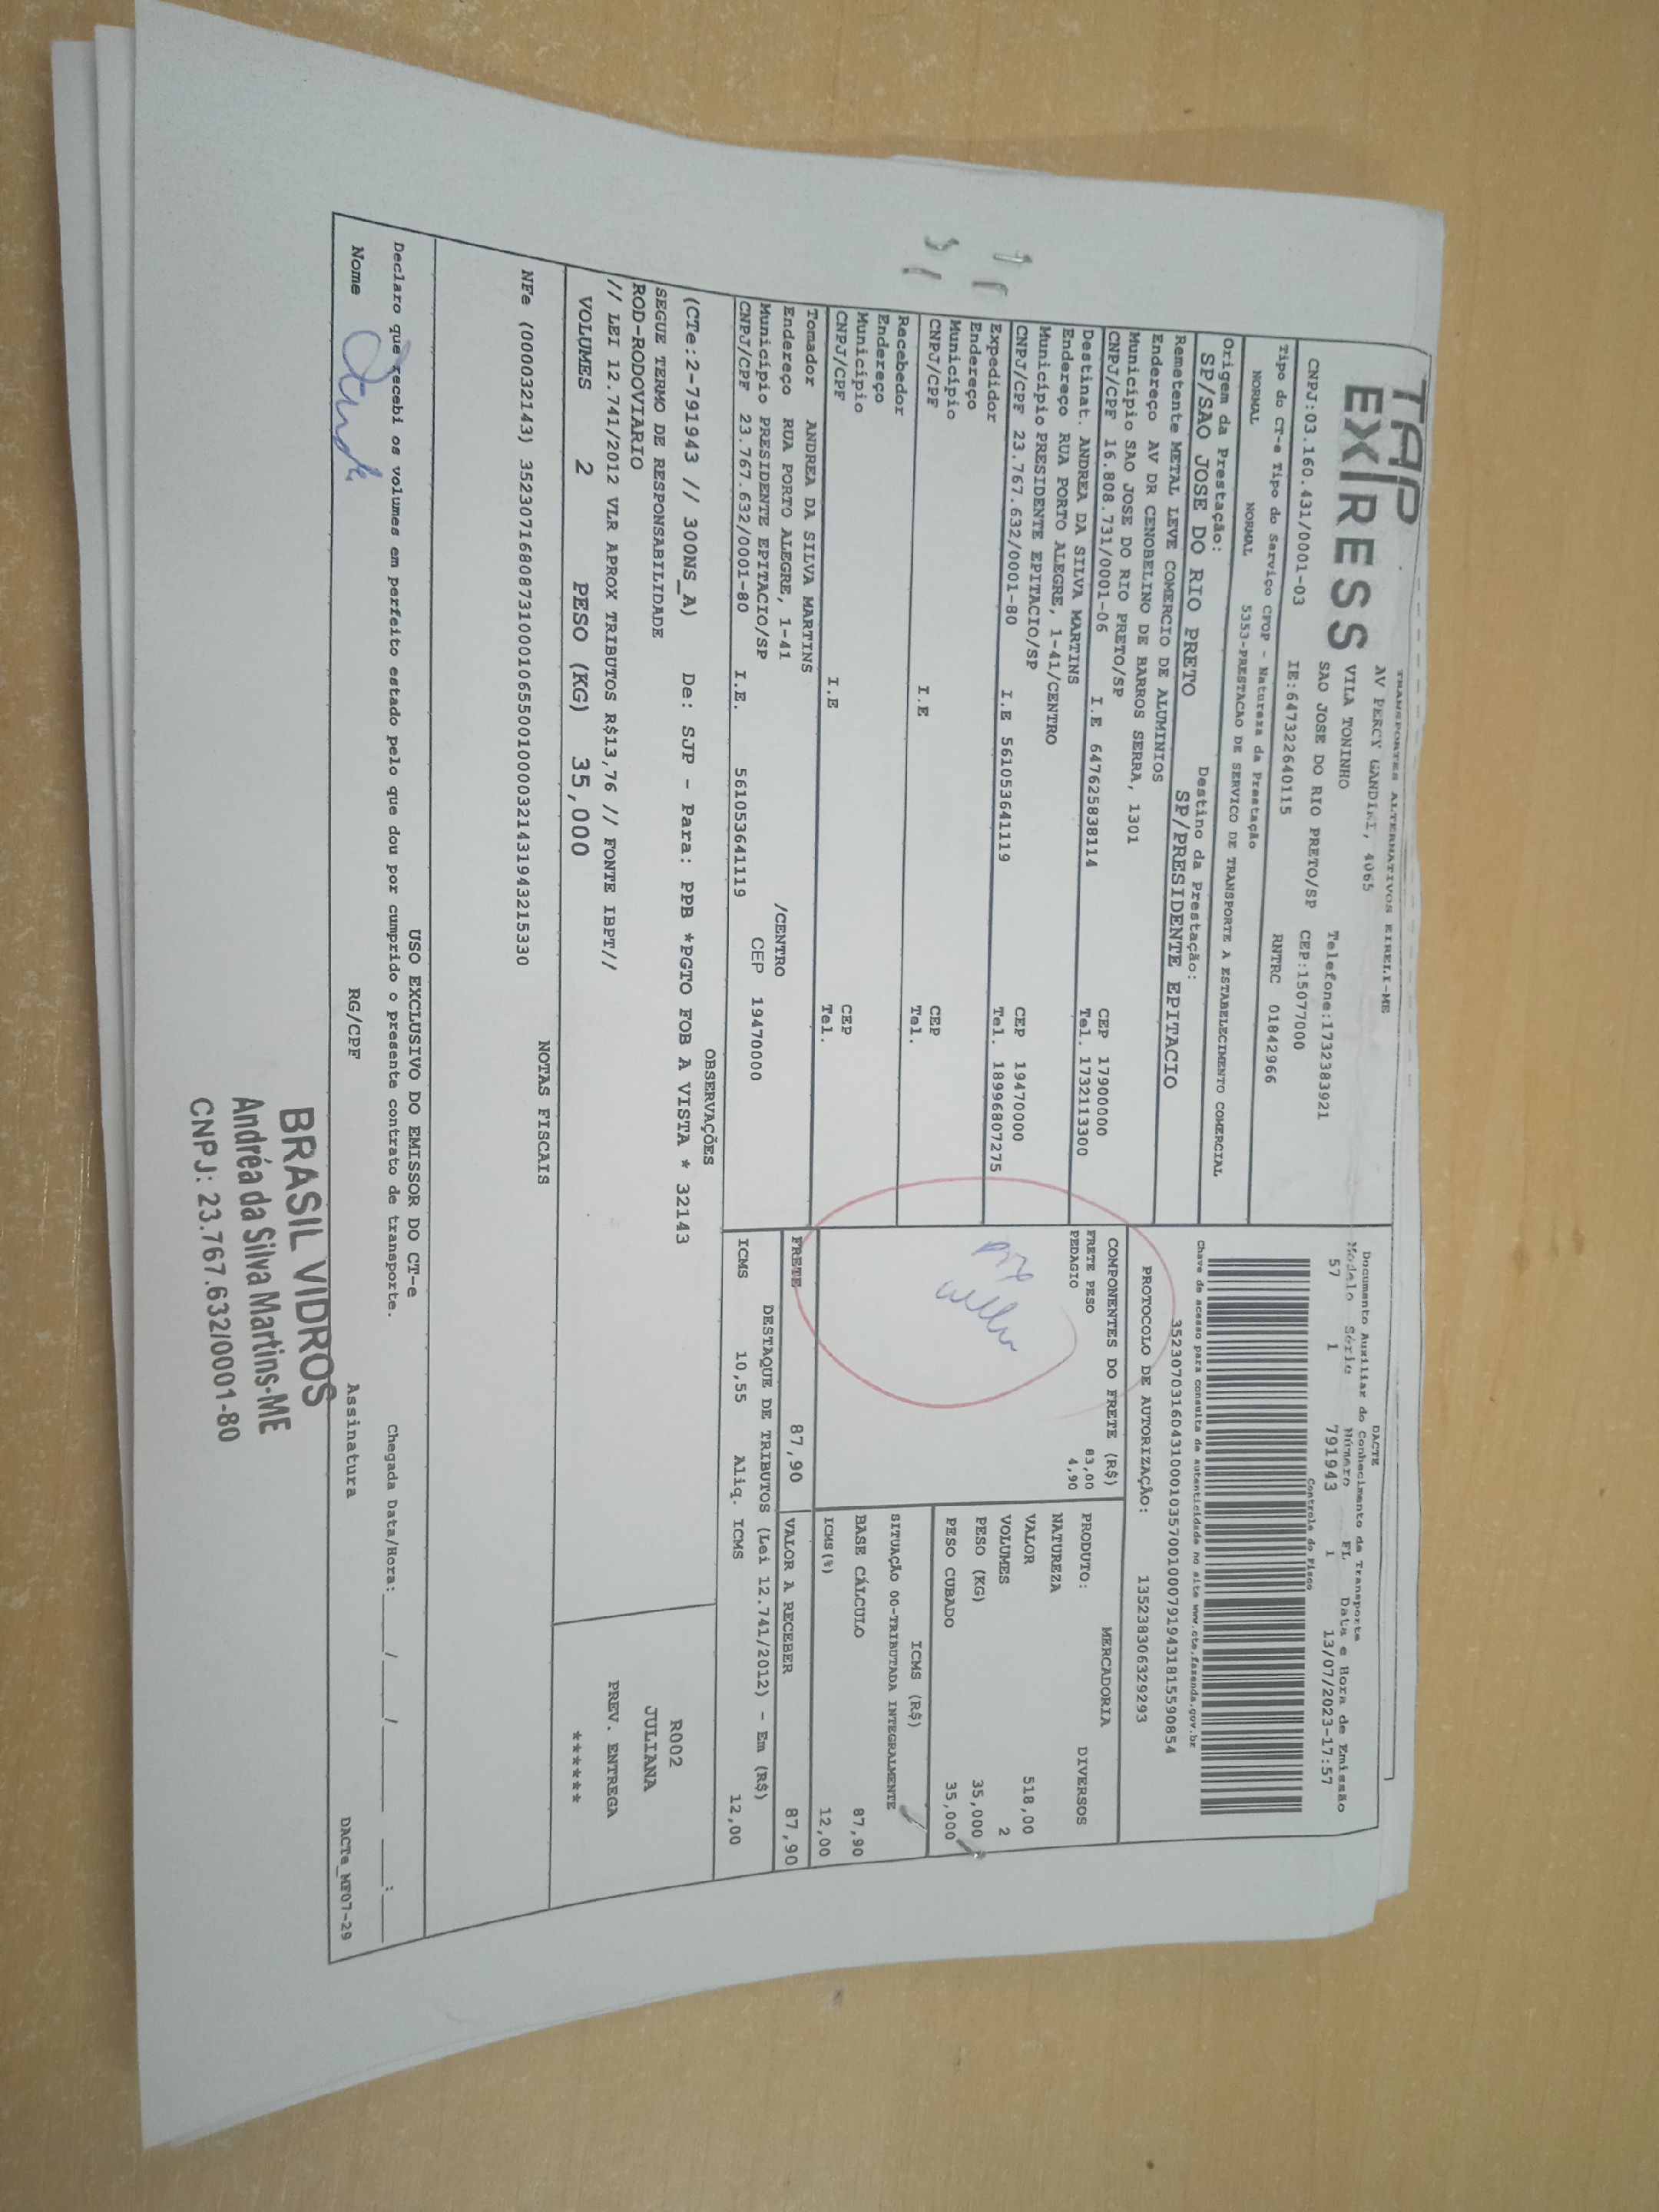 TAP EXPRESS
TRANSPORTES ALTERNATIVOS EIRELI-ME
AV PERCY GANDINI, 4065
VILA TONINHO
SAO JOSE DO RIO PRETO/SP
Telefone:1732383921
CEP:15077000
CNPJ:03.160.431/0001-03
IE:647322640115
RNTRC 01842966
Tipo do CT-e Tipo do Serviço CFOP - Natureza da Prestação
NORMAL NORMAL 5353-PRESTACAO DE SERVICO DE TRANSPORTE A ESTABELECIMENTO COMERCIAL
Origem da Prestação: Destino da Prestação:
SP/SAO JOSE DO RIO PRETO SP/PRESIDENTE EPITACIO
Remetente METAL LEVE COMERCIO DE ALUMINIOS
Endereço AV DR CENOBELINO DE BARROS SERRA, 1301
Município SAO JOSE DO RIO PRETO/SP CEP 17900000
CNPJ/CPF 16.808.731/0001-06 I.E 647625838114 Tel. 1732113300
Destinat. ANDREA DA SILVA MARTINS
Endereço RUA PORTO ALEGRE, 1-41/CENTRO
Município PRESIDENTE EPITACIO/SP CEP 19470000
CNPJ/CPF 23.767.632/0001-80 I.E 561053641119 Tel. 18996807275
Expedidor
Endereço
Município CEP
CNPJ/CPF I.E Tel.
Recebedor
Endereço
Município CEP
CNPJ/CPF I.E Tel.
Tomador ANDREA DA SILVA MARTINS
Endereço RUA PORTO ALEGRE, 1-41 /CENTRO
Município PRESIDENTE EPITACIO/SP CEP 19470000
CNPJ/CPF 23.767.632/0001-80 I.E. 561053641119
DACTE
Documento Auxiliar do Conhecimento de Transporte
Modelo Série Número FL Data e Hora de Emissão
57 1 791943 1 13/07/2023-17:57
Controle do Fisco
Chave de acesso para consulta de autenticidade no site www.cte.fazenda.gov.br
35230703160431000103570010007919431815590854
PROTOCOLO DE AUTORIZAÇÃO: 135238306329293
COMPONENTES DO FRETE (R$)
FRETE PESO 83,00
PEDAGIO 4,90
MERCADORIA
PRODUTO: DIVERSOS
NATUREZA
VALOR 518,00
VOLUMES 2
PESO (KG) 35,000
PESO CUBADO 35,000
ICMS (R$)
SITUAÇÃO 00-TRIBUTADA INTEGRALMENTE
BASE CÁLCULO 87,90
ICMS(%) 12,00
FRETE 87,90 VALOR A RECEBER 87,90
DESTAQUE DE TRIBUTOS (Lei 12.741/2012) - Em (R$)
ICMS 10,55 Aliq. ICMS 12,00
OBSERVAÇÕES
(CTe:2-791943 // 300NS_A) De: SJP - Para: PPB *PGTO FOB A VISTA * 32143
SEGUE TERMO DE RESPONSABILIDADE
ROD-RODOVIARIO
// LEI 12.741/2012 VLR APROX TRIBUTOS R$13,76 // FONTE IBPT//
VOLUMES 2 PESO (KG) 35,000
R002
JULIANA
PREV. ENTREGA
******
NOTAS FISCAIS
NFe (000032143) 35230716808731000106550010000321431943215330
USO EXCLUSIVO DO EMISSOR DO CT-e
Declaro que recebi os volumes em perfeito estado pelo que dou por cumprido o presente contrato de transporte. Chegada Data/Hora: ____/____/____ ___:___
Nome RG/CPF Assinatura DACTe_MF07-29
BRASIL VIDROS
Andréa da Silva Martins-ME
CNPJ: 23.767.632/0001-80